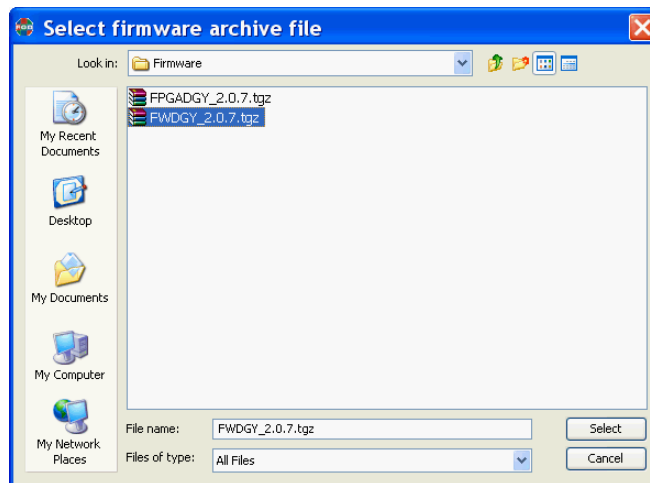 Select firmware archive file
Look in:
Firmware
FPGADGY_2.0.7.tgz
FWDGY_2.0.7.tgz
My Recent
Documents
Desktop
My Documents
My Computer
My Network
Places
File name:
FWDGY_2.0.7.tgz
Select
Files of type:
All Files
Cancel